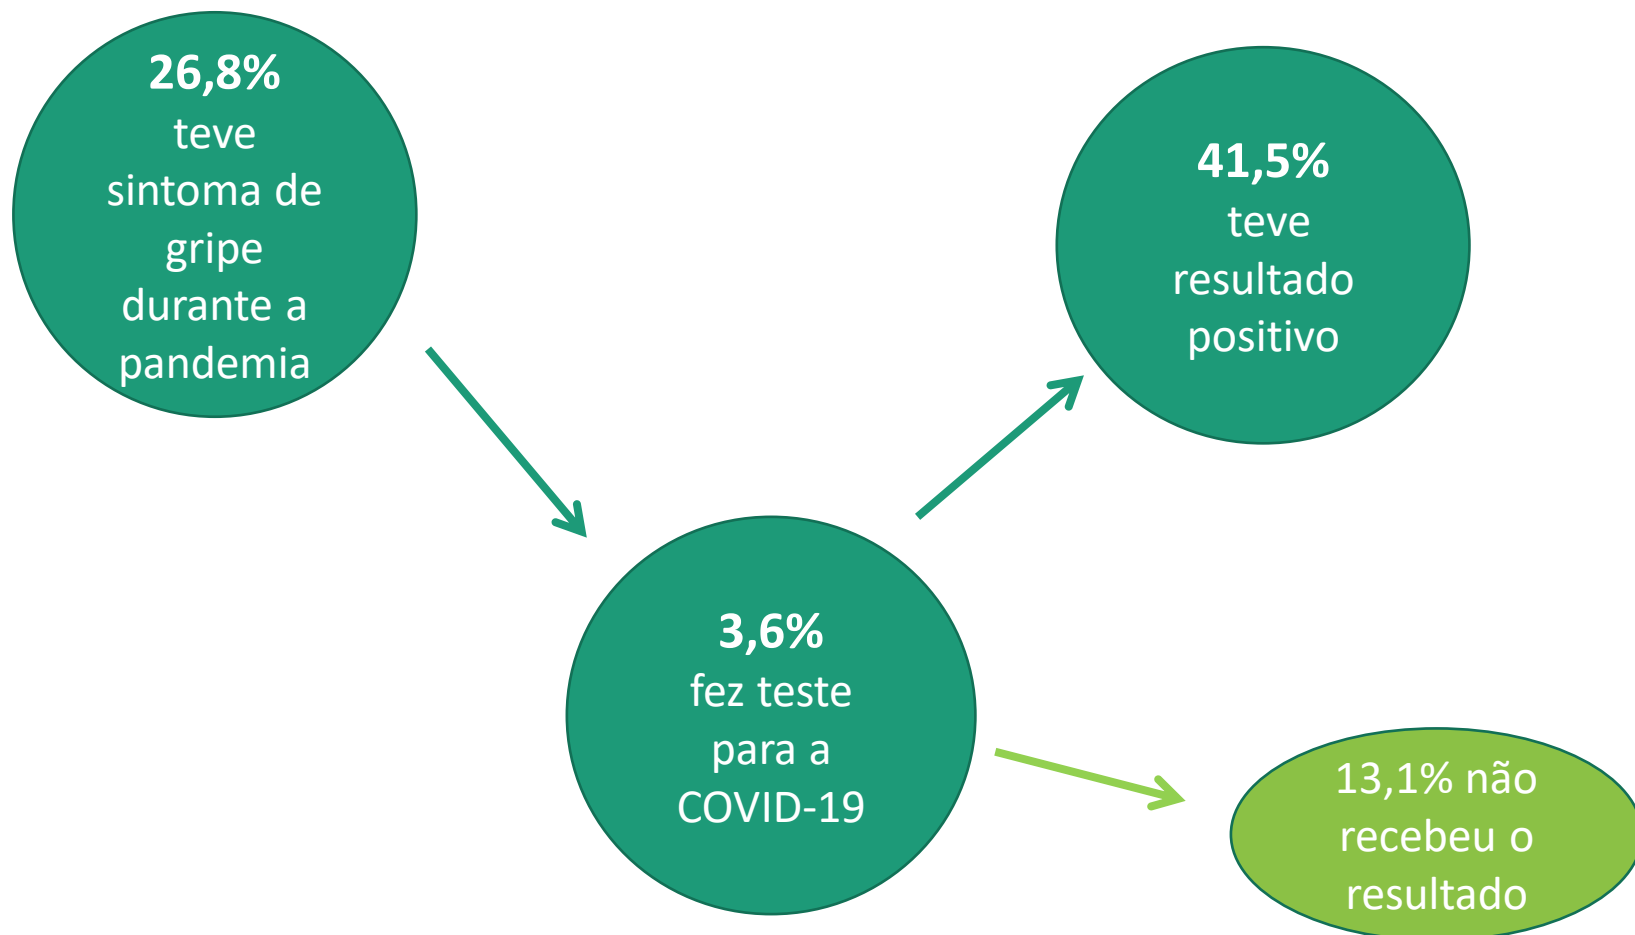 26,8%
teve
sintoma de
gripe
durante a
pandemia
41,5%
teve
resultado
positivo
3,6%
fez teste
para a
COVID-19
13,1% não
recebeu o
resultado